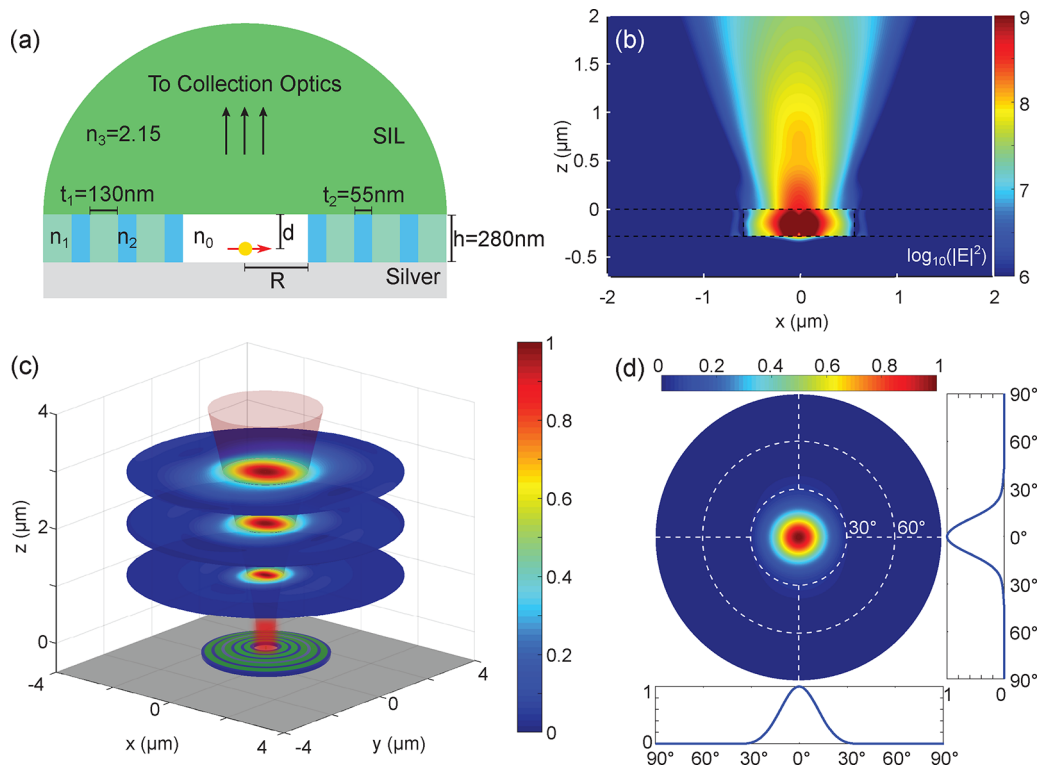 (a)
To Collection Optics
n₃=2.15
SIL
t₁=130nm
t₂=55nm
n₁
n₂
n₀
d
h=280nm
R
Silver
(b)
2
1.5
1
0.5
0
-0.5
z (μm)
-2
-1
0
1
2
x (μm)
log₁₀(|E|²)
9
8
7
6
(c)
4
2
0
z (μm)
-4
0
4
x (μm)
-4
0
4
y (μm)
1
0.8
0.6
0.4
0.2
0
(d)
0 0.2 0.4 0.6 0.8 1
30° 60°
90°
60°
30°
0°
30°
60°
90°
1 0
1 1
0 0
90° 60° 30° 0° 30° 60° 90°